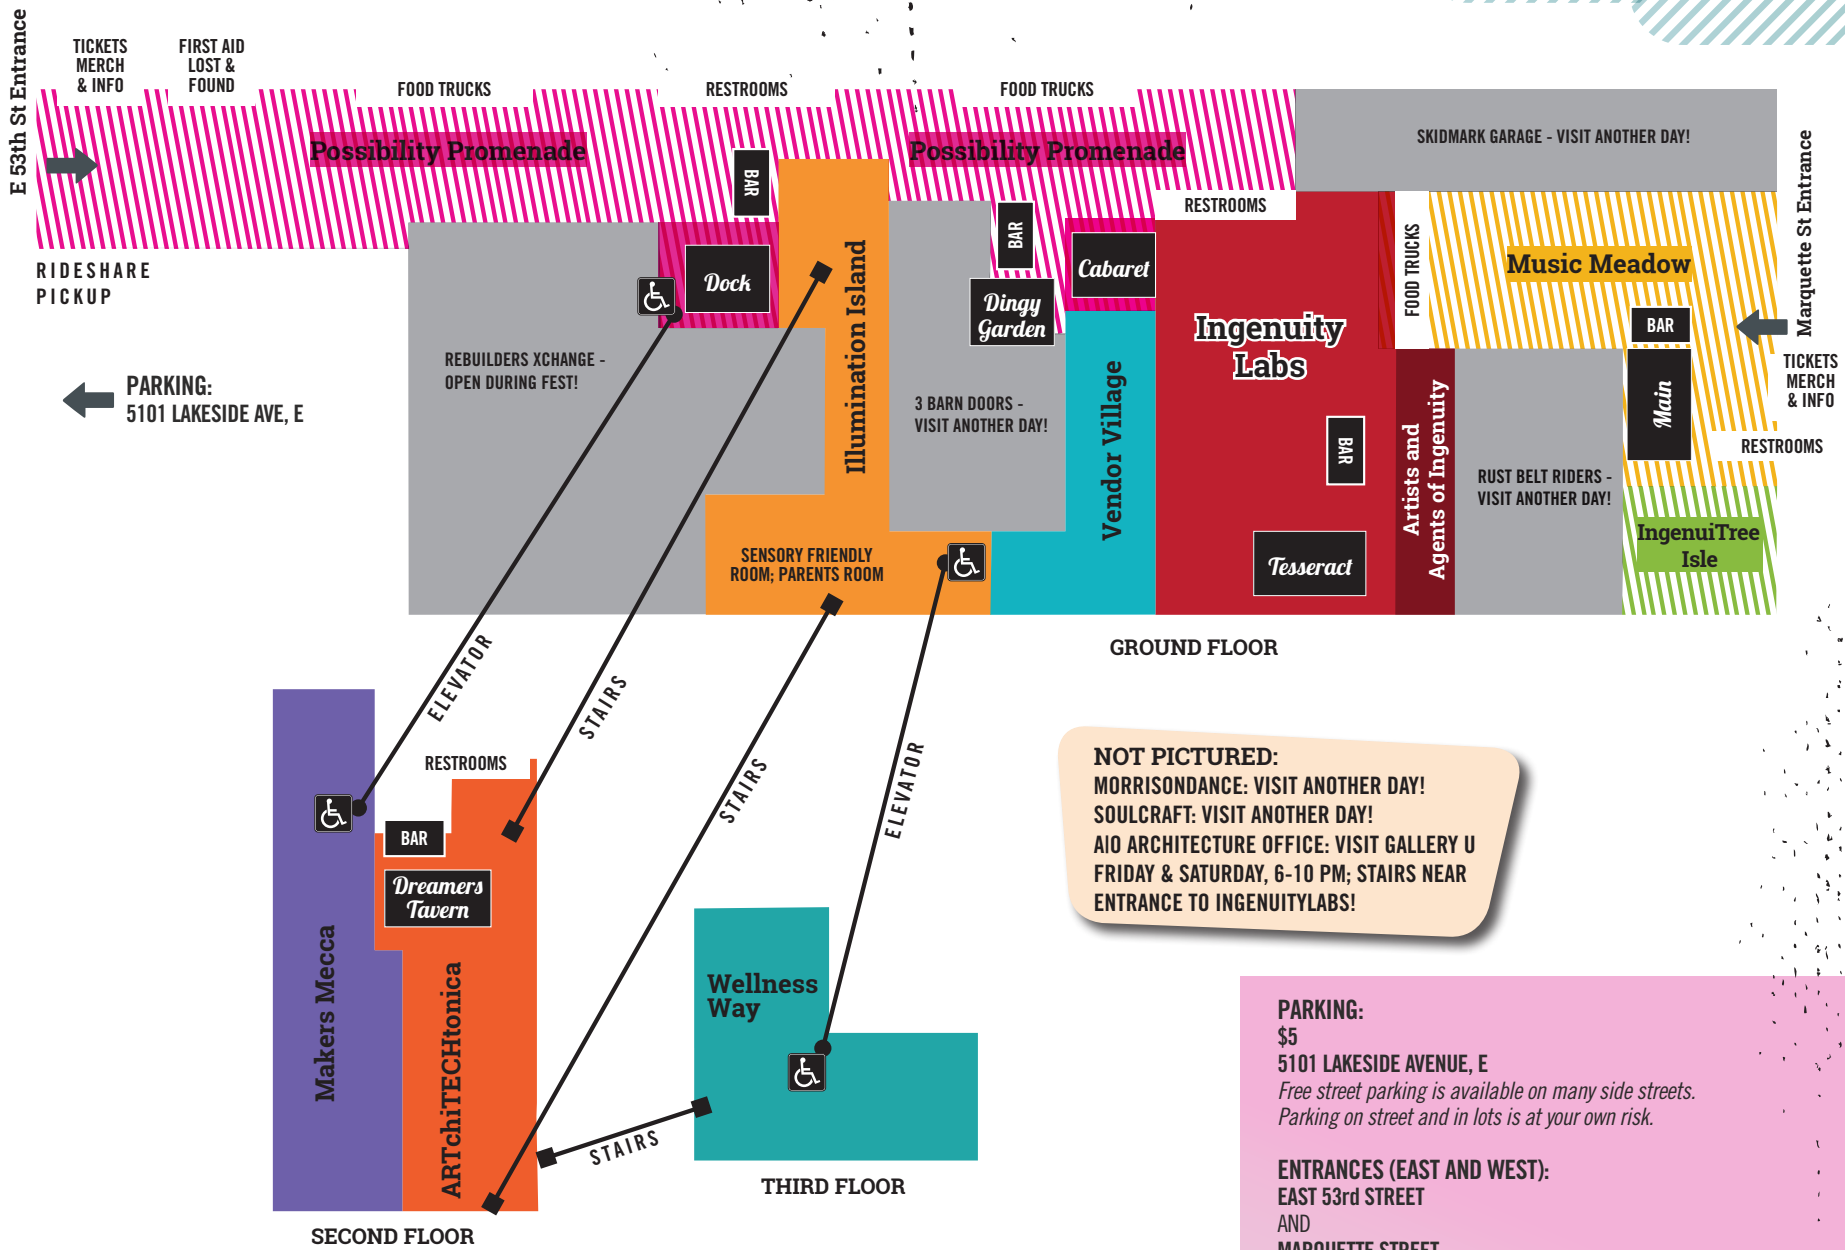 E 53th St Entrance
TICKETS
MERCH
& INFO
FIRST AID
LOST &
FOUND
FOOD TRUCKS
RESTROOMS
FOOD TRUCKS
Possibility Promenade
Possibility Promenade
SKIDMARK GARAGE - VISIT ANOTHER DAY!
Marquette St Entrance
BAR
RESTROOMS
BAR
FOOD TRUCKS
Music Meadow
RIDESHARE
PICKUP
Dock
Illumination Island
Cabaret
Dingy
Garden
Ingenuity
Labs
BAR
TICKETS
MERCH
& INFO
REBUILDERS XCHANGE -
OPEN DURING FEST!
PARKING:
5101 LAKESIDE AVE, E
3 BARN DOORS -
VISIT ANOTHER DAY!
Vendor Village
BAR
Artists and
Agents of Ingenuity
Main
RESTROOMS
RUST BELT RIDERS -
VISIT ANOTHER DAY!
IngenuiTree
Isle
SENSORY FRIENDLY
ROOM; PARENTS ROOM
Tesseract
GROUND FLOOR
ELEVATOR
STAIRS
STAIRS
ELEVATOR
RESTROOMS
BAR
Dreamers
Tavern
Makers Mecca
ARTchiTECHtonica
SECOND FLOOR
STAIRS
Wellness
Way
THIRD FLOOR
NOT PICTURED:
MORRISONDANCE: VISIT ANOTHER DAY!
SOULCRAFT: VISIT ANOTHER DAY!
AIO ARCHITECTURE OFFICE: VISIT GALLERY U
FRIDAY & SATURDAY, 6-10 PM; STAIRS NEAR
ENTRANCE TO INGENUITYLABS!
PARKING:
$5
5101 LAKESIDE AVENUE, E
Free street parking is available on many side streets.
Parking on street and in lots is at your own risk.
ENTRANCES (EAST AND WEST):
EAST 53rd STREET
AND
MARQUETTE STREET